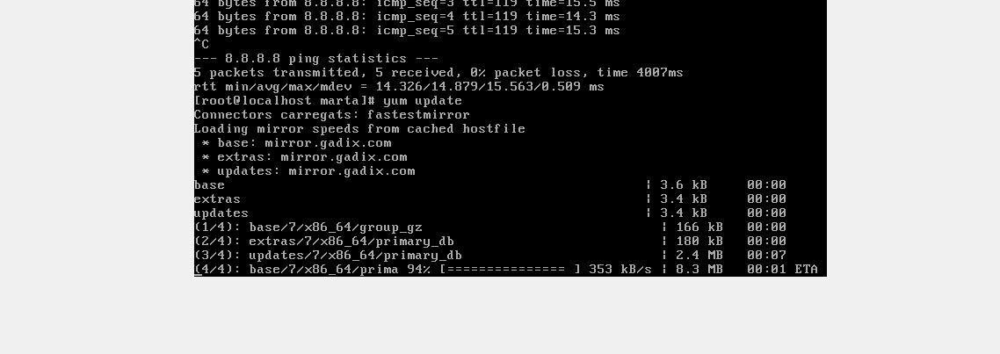 64 bytes from 8.8.8.8: icmp_seq=3 ttl=119 time=15.5 ms
64 bytes from 8.8.8.8: icmp_seq=4 ttl=119 time=14.3 ms
64 bytes from 8.8.8.8: icmp_seq=5 ttl=119 time=15.3 ms
^C
--- 8.8.8.8 ping statistics ---
5 packets transmitted, 5 received, 0% packet loss, time 4007ms
rtt min/avg/max/mdev = 14.326/14.879/15.563/0.509 ms
[root@localhost marta]# yum update
Connectors carregats: fastestmirror
Loading mirror speeds from cached hostfile
 * base: mirror.gadix.com
 * extras: mirror.gadix.com
 * updates: mirror.gadix.com
base | 3.6 kB 00:00
extras | 3.4 kB 00:00
updates | 3.4 kB 00:00
(1/4): base/7/x86_64/group_gz | 166 kB 00:00
(2/4): extras/7/x86_64/primary_db | 180 kB 00:00
(3/4): updates/7/x86_64/primary_db | 2.4 MB 00:07
(4/4): base/7/x86_64/prima 94% [=============== ] 353 kB/s | 8.3 MB 00:01 ETA